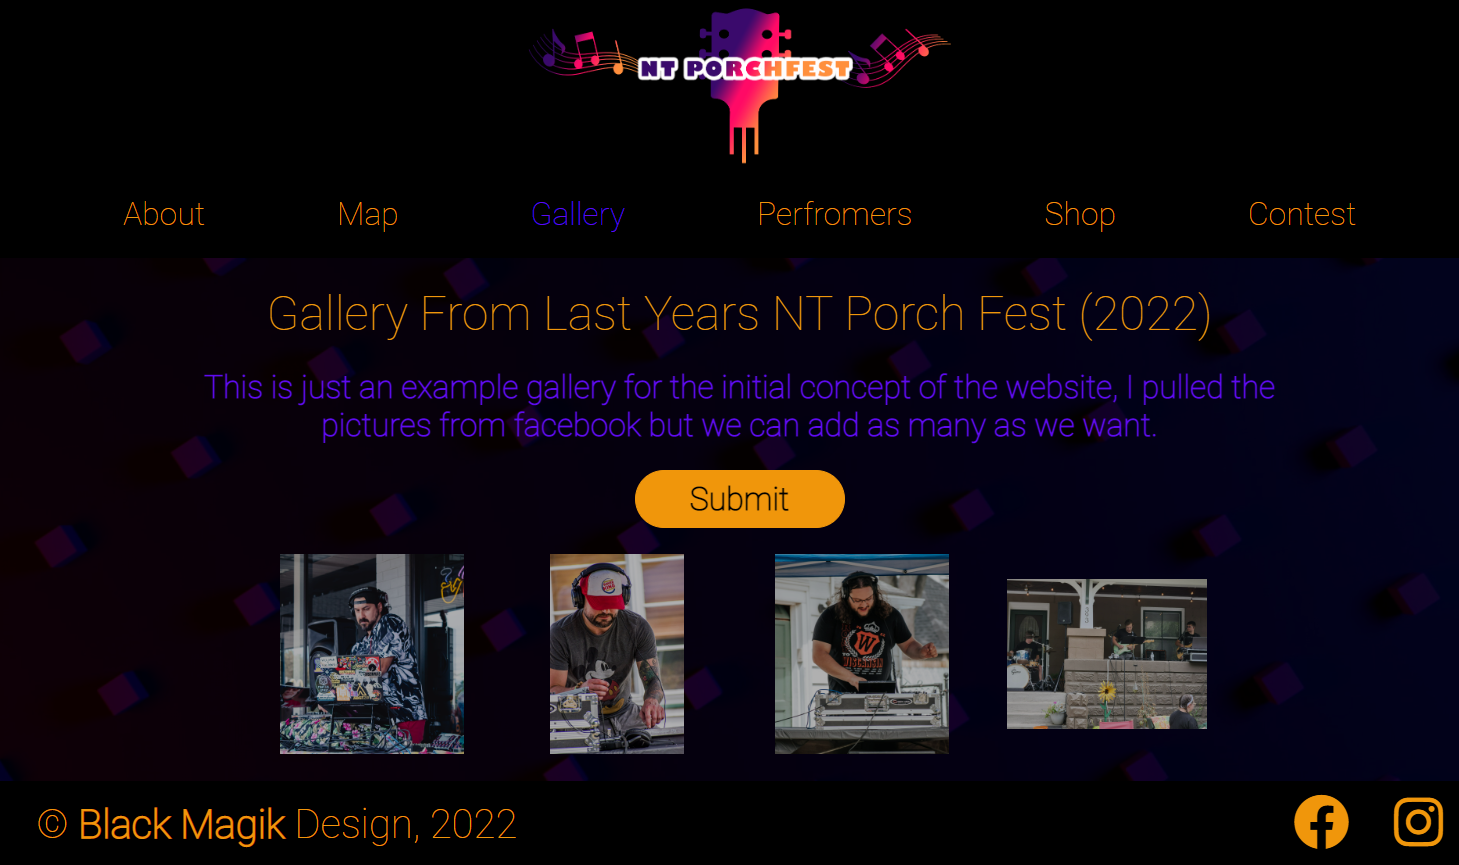 NT PORCHFEST
About Map Gallery Perfromers Shop Contest
Gallery From Last Years NT Porch Fest (2022)
This is just an example gallery for the initial concept of the website, I pulled the
pictures from facebook but we can add as many as we want.
Submit
© Black Magik Design, 2022